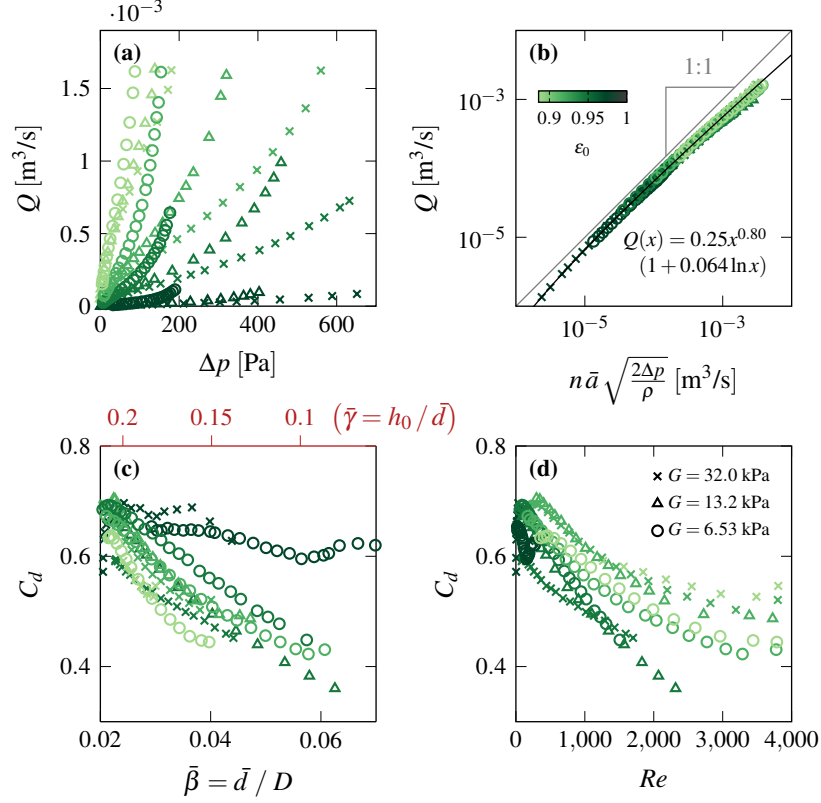 ·10⁻³
(a)
1.5
1
0.5
0
Q [m³/s]
0 200 400 600
Δp [Pa]
(b)
1:1
10⁻³
10⁻⁵
Q [m³/s]
0.9 0.95 1
ε₀
Q(x) = 0.25x^0.80
(1 + 0.064 ln x)
10⁻⁵ 10⁻³
n ā √(2Δp/ρ) [m³/s]
0.2 0.15 0.1 (γ̄ = h₀ / d̄)
(c)
0.8
0.6
0.4
C_d
0.02 0.04 0.06
β̄ = d̄ / D
(d)
G = 32.0 kPa
G = 13.2 kPa
G = 6.53 kPa
0.8
0.6
0.4
C_d
0 1,000 2,000 3,000 4,000
Re